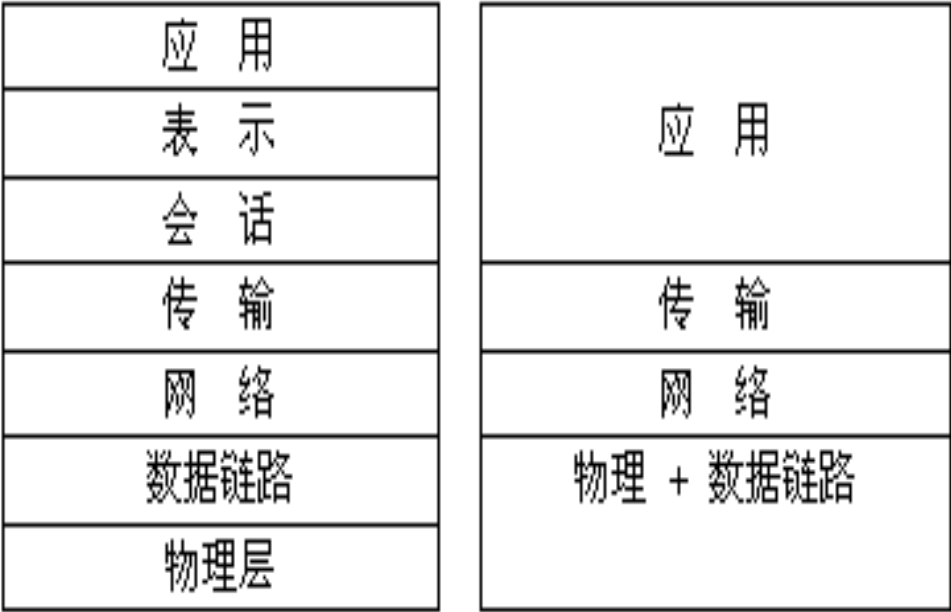 应 用
表 示
会 话
传 输
网 络
数据链路
物理层
应 用
传 输
网 络
物理 + 数据链路